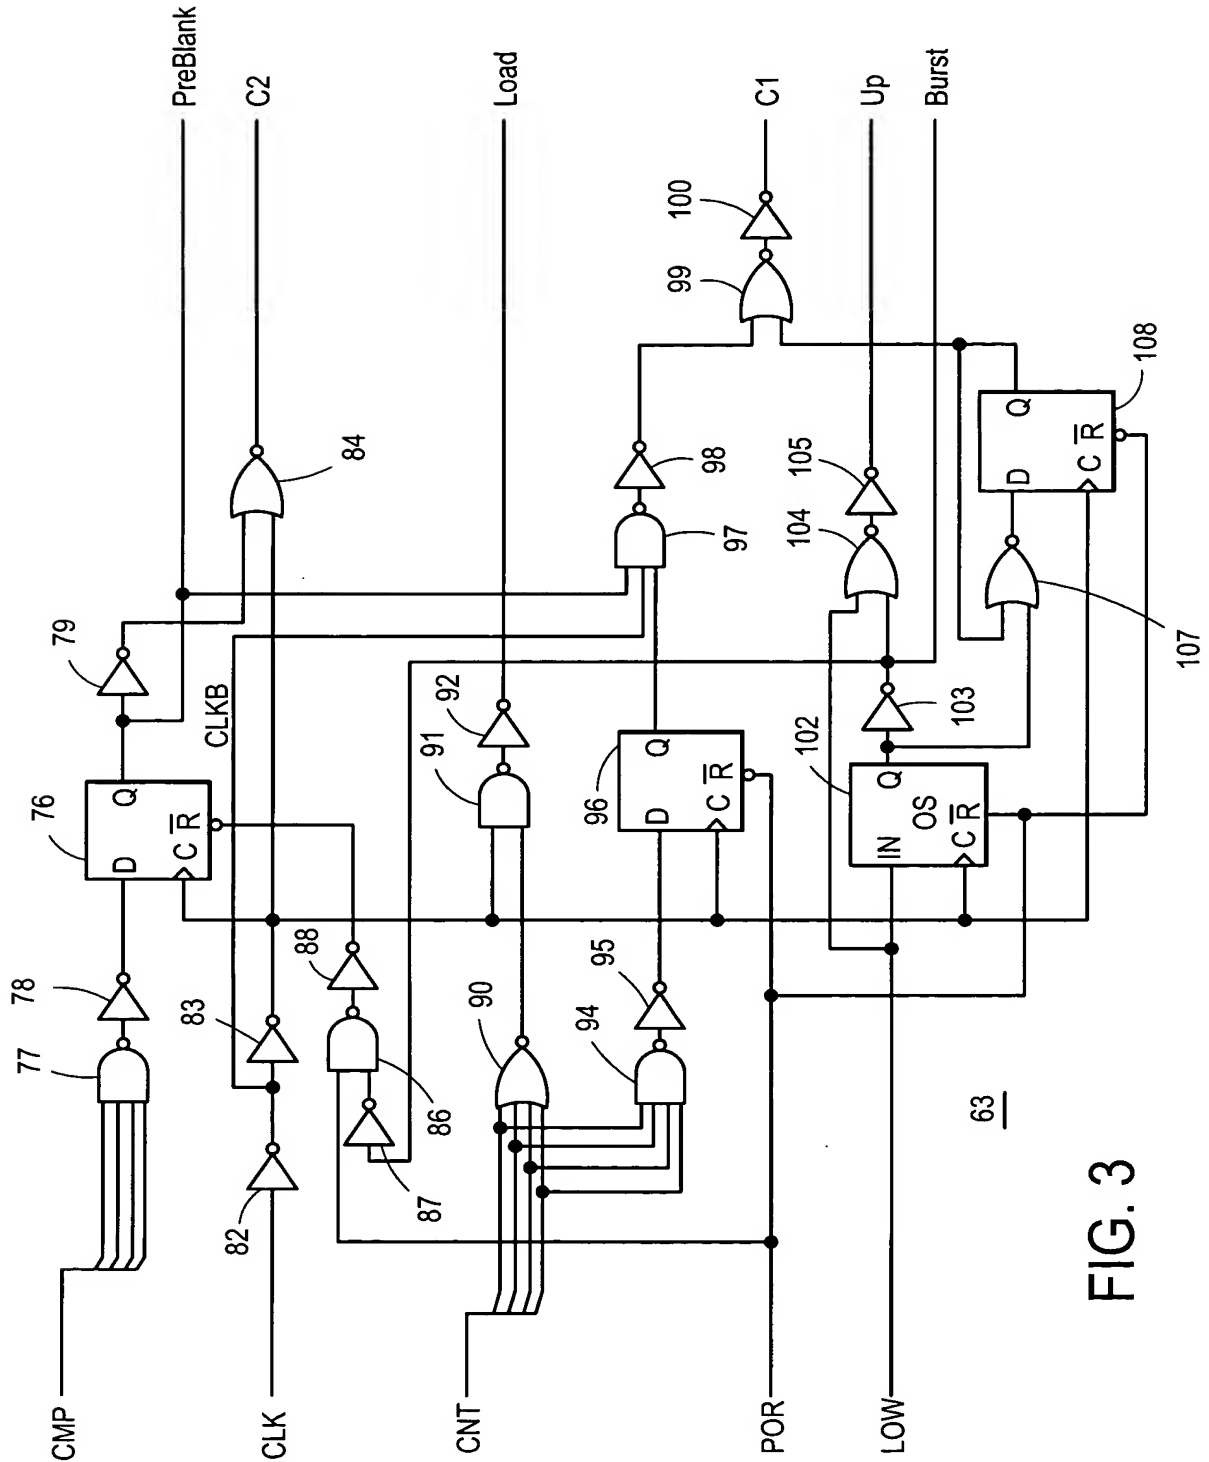 PreBlank
C2
Load
C1
Up
Burst
79
CLKB
84
76
D
Q
C
R̅
78
77
83
82
88
86
87
92
91
90
98
97
100
99
96
D
Q
C
R̅
95
94
105
104
103
102
IN
Q
OS
C
R̅
108
D
Q
C
R̅
107
CMP
CLK
CNT
POR
LOW
63
FIG. 3